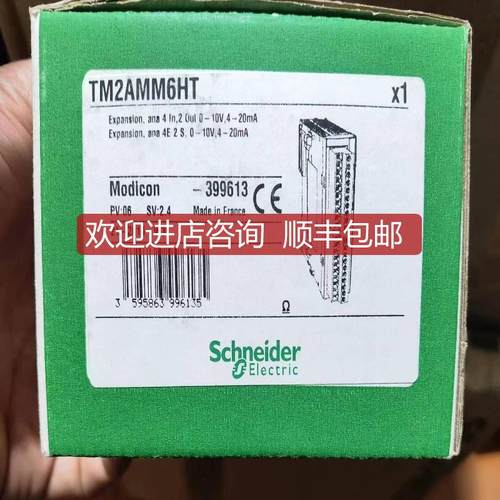 TM2AMM6HT x1
Expansion, ana 4 In,2 Out 0-10V,4-20mA
Expansion, ana 4E 2 S. 0-10V,4-20mA
Modicon -399613 CE
PV:06 SV:2.4 Made in France
欢迎进店咨询 顺丰包邮
3 595863 996135
Ω
Schneider
Electric